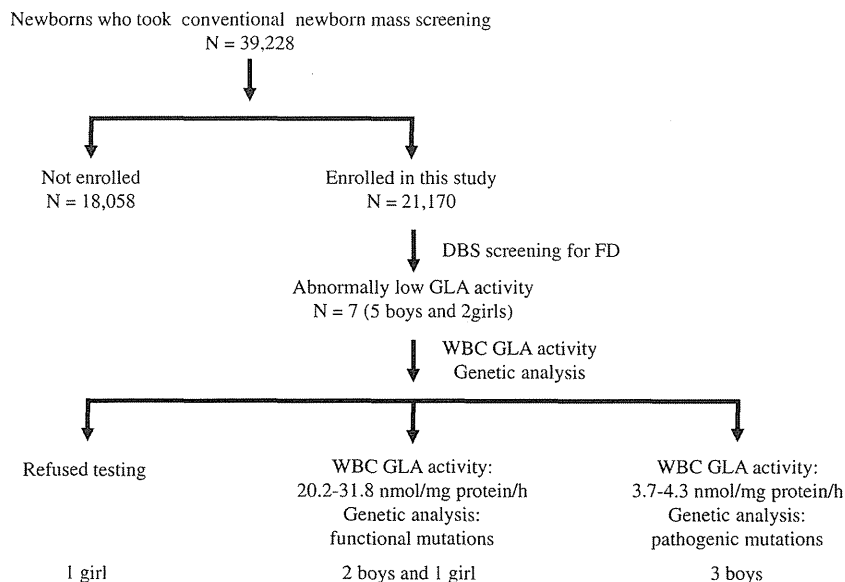 Newborns who took conventional newborn mass screening
N = 39,228
Not enrolled
N = 18,058
Enrolled in this study
N = 21,170
DBS screening for FD
Abnormally low GLA activity
N = 7 (5 boys and 2girls)
WBC GLA activity
Genetic analysis
Refused testing
1 girl
WBC GLA activity:
20.2-31.8 nmol/mg protein/h
Genetic analysis:
functional mutations
2 boys and 1 girl
WBC GLA activity:
3.7-4.3 nmol/mg protein/h
Genetic analysis:
pathogenic mutations
3 boys